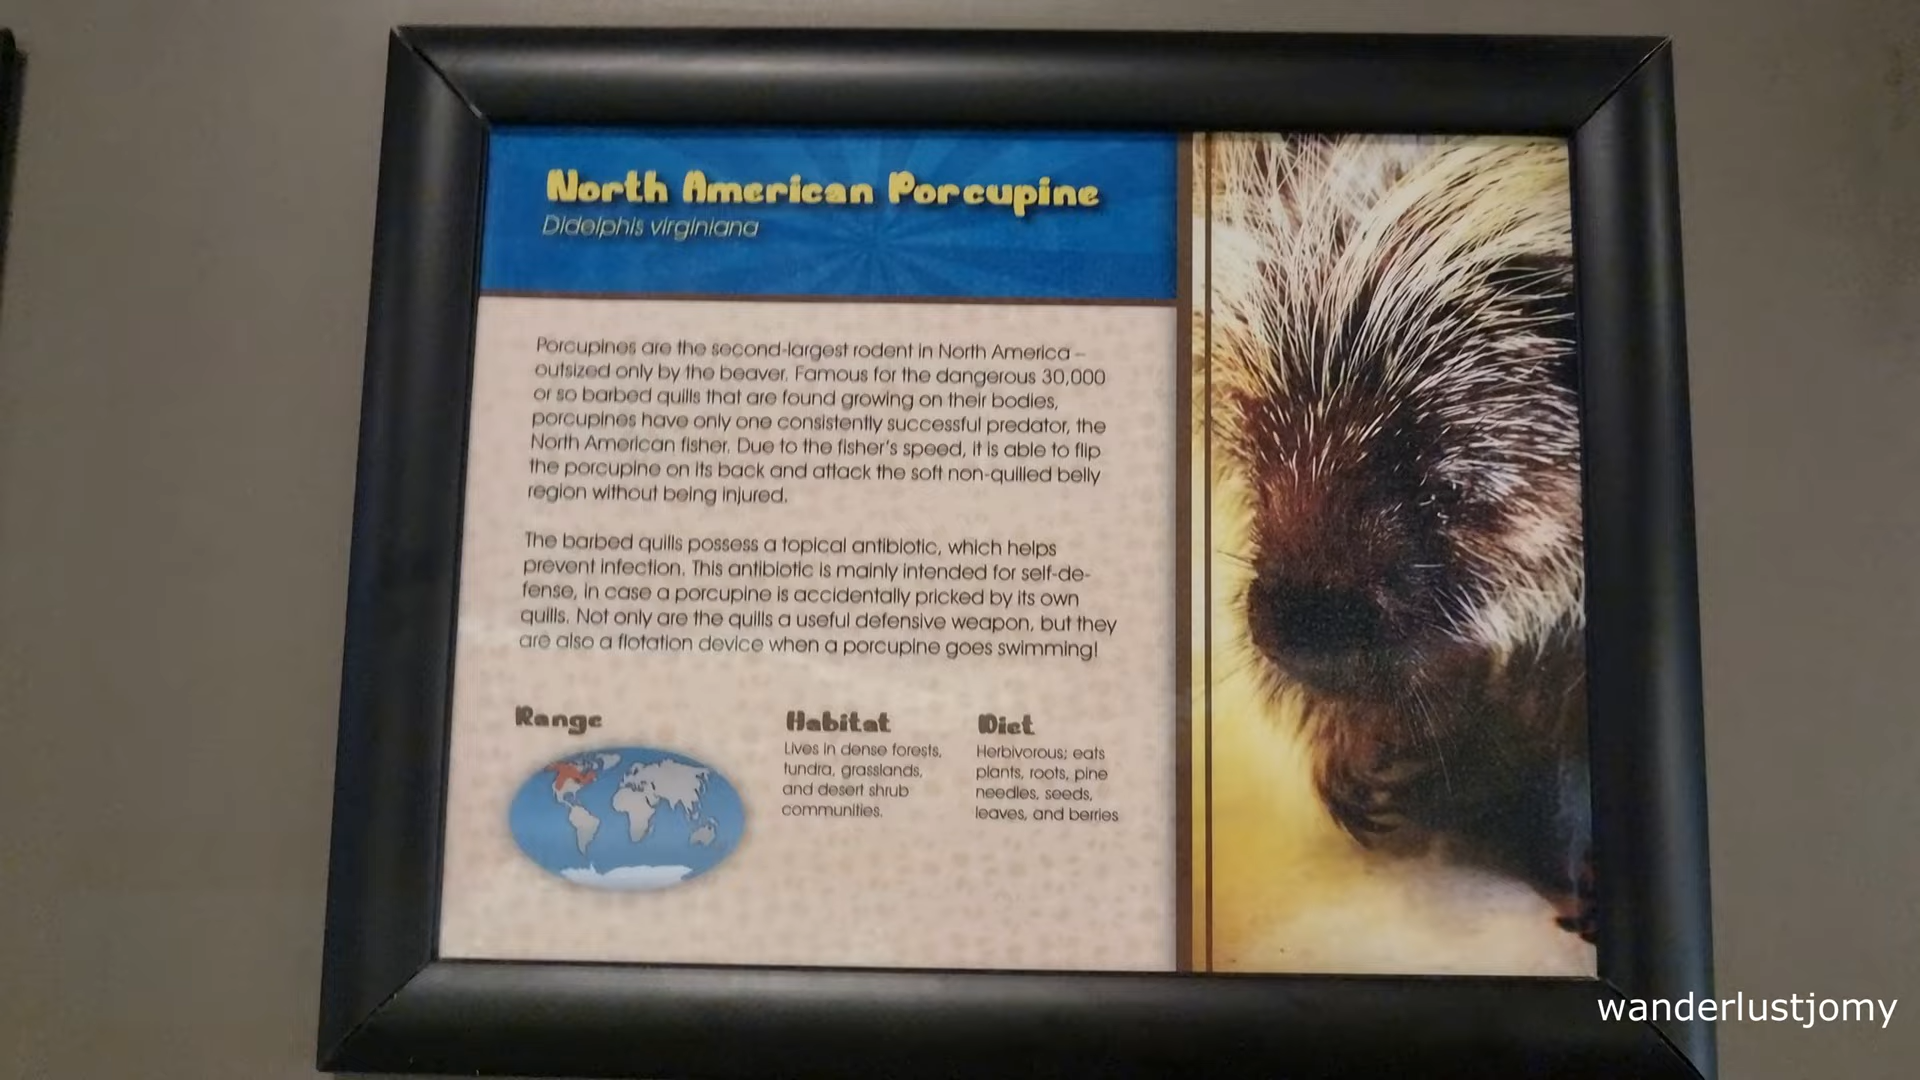 North American Porcupine
Didelphis virginiana
Porcupines are the second-largest rodent in North America –
outsized only by the beaver. Famous for the dangerous 30,000
or so barbed quills that are found growing on their bodies,
porcupines have only one consistently successful predator, the
North American fisher. Due to the fisher's speed, it is able to flip
the porcupine on its back and attack the soft non-quilled belly
region without being injured.
The barbed quills possess a topical antibiotic, which helps
prevent infection. This antibiotic is mainly intended for self-de-
fense, in case a porcupine is accidentally pricked by its own
quills. Not only are the quills a useful defensive weapon, but they
are also a flotation device when a porcupine goes swimming!
Range
Habitat
Lives in dense forests,
tundra, grasslands,
and desert shrub
communities.
Diet
Herbivorous; eats
plants, roots, pine
needles, seeds,
leaves, and berries
wanderlustjomy